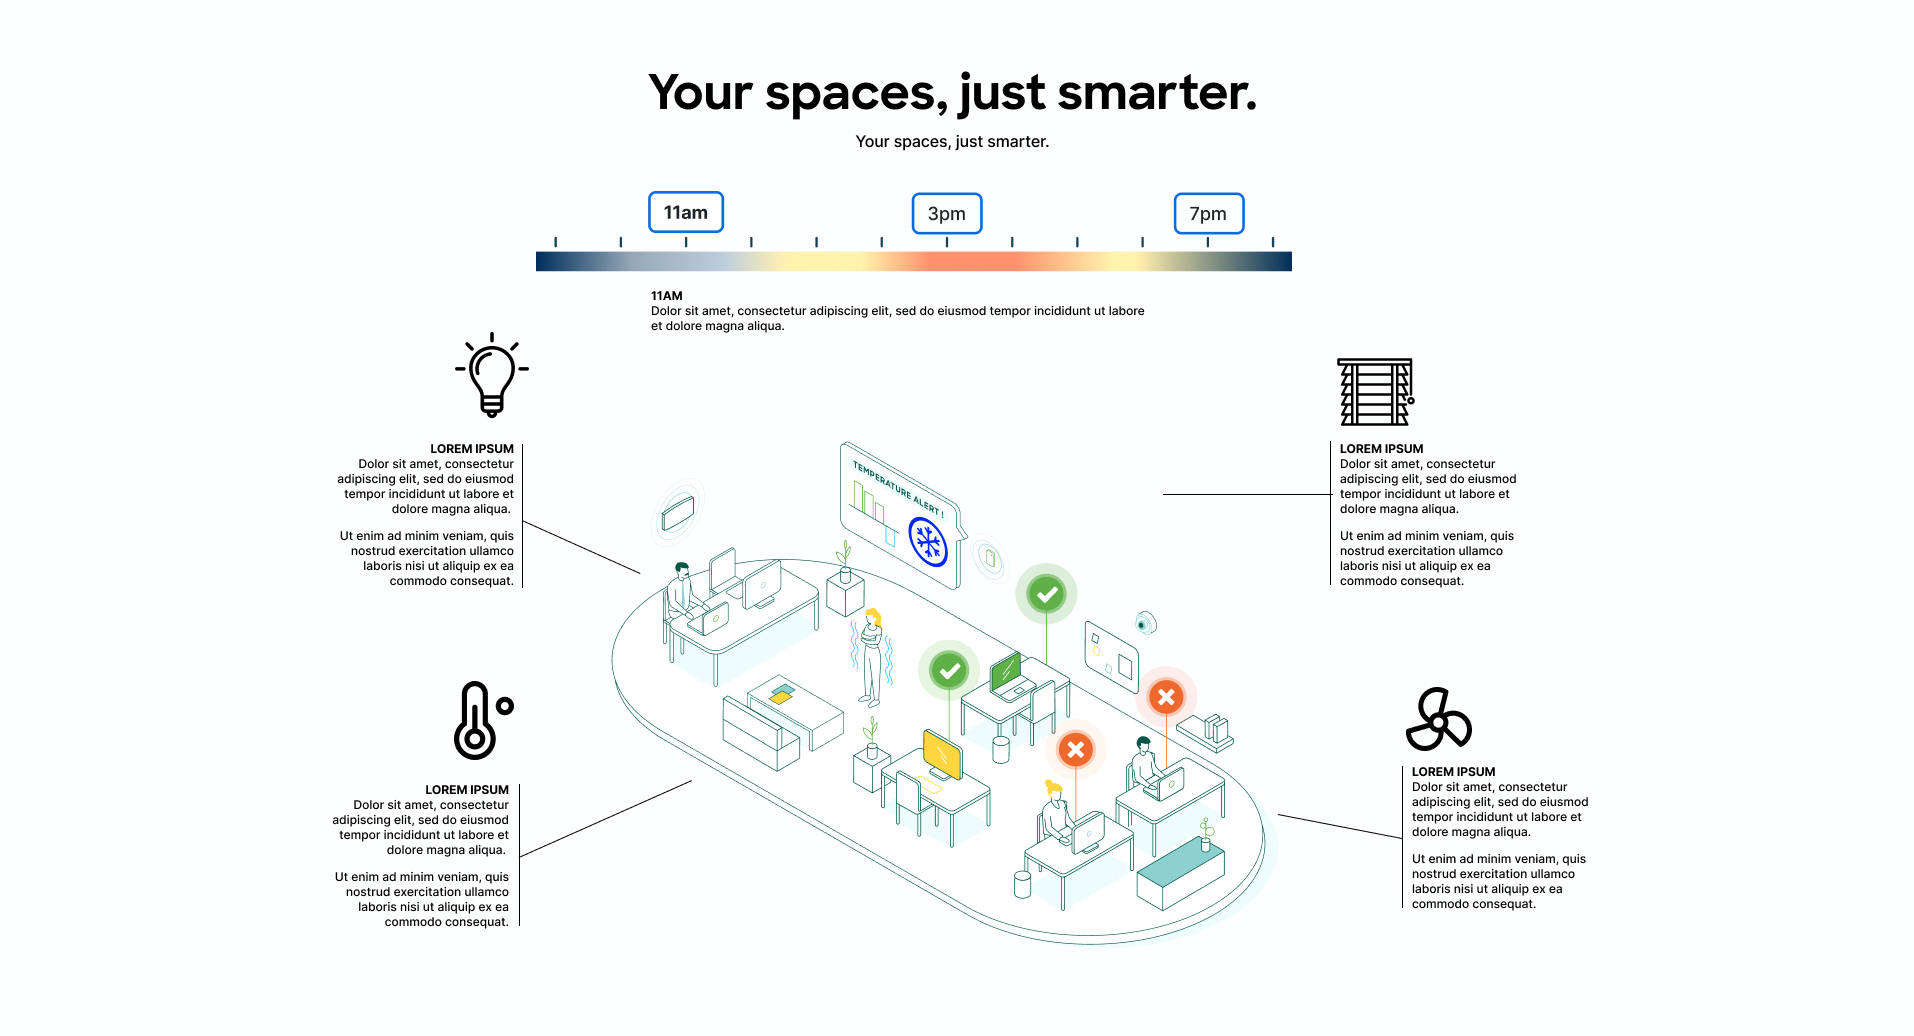 Your spaces, just smarter.
Your spaces, just smarter.
11am
3pm
7pm
11AM
Dolor sit amet, consectetur adipiscing elit, sed do eiusmod tempor incididunt ut labore
et dolore magna aliqua.
LOREM IPSUM
Dolor sit amet, consectetur
adipiscing elit, sed do eiusmod
tempor incididunt ut labore et
dolore magna aliqua.
Ut enim ad minim veniam, quis
nostrud exercitation ullamco
laboris nisi ut aliquip ex ea
commodo consequat.
LOREM IPSUM
Dolor sit amet, consectetur
adipiscing elit, sed do eiusmod
tempor incididunt ut labore et
dolore magna aliqua.
Ut enim ad minim veniam, quis
nostrud exercitation ullamco
laboris nisi ut aliquip ex ea
commodo consequat.
TEMPERATURE ALERT !
LOREM IPSUM
Dolor sit amet, consectetur
adipiscing elit, sed do eiusmod
tempor incididunt ut labore et
dolore magna aliqua.
Ut enim ad minim veniam, quis
nostrud exercitation ullamco
laboris nisi ut aliquip ex ea
commodo consequat.
LOREM IPSUM
Dolor sit amet, consectetur
adipiscing elit, sed do eiusmod
tempor incididunt ut labore et
dolore magna aliqua.
Ut enim ad minim veniam, quis
nostrud exercitation ullamco
laboris nisi ut aliquip ex ea
commodo consequat.